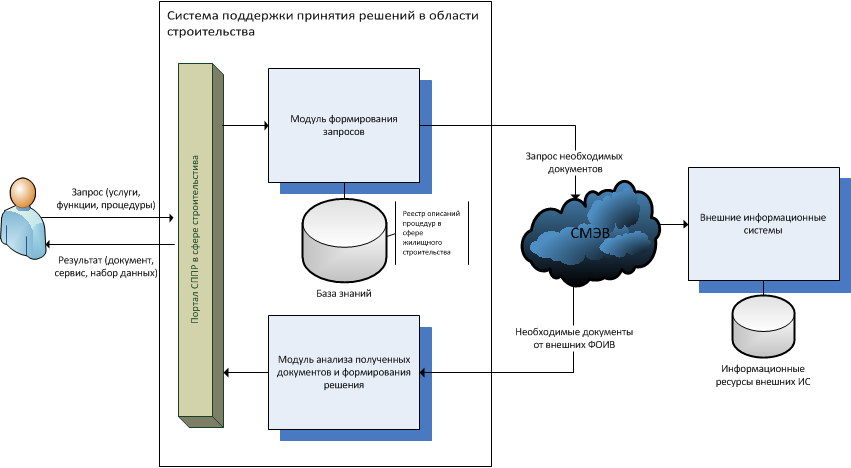 Система поддержки принятия решений в области
строительства
Портал СППР в сфере строительстива
Модуль формирования
запросов
Запрос (услуги,
функции, процедуры)
Результат (документ,
сервис, набор данных)
Реестр описаний
процедур в
сфере
жилищного
строительства
База знаний
Модуль анализа полученных
документов и формирования
решения
Запрос необходимых
документов
СМЭВ
Необходимые документы
от внешних ФОИВ
Внешние информационные
системы
Информационные
ресурсы внешних ИС